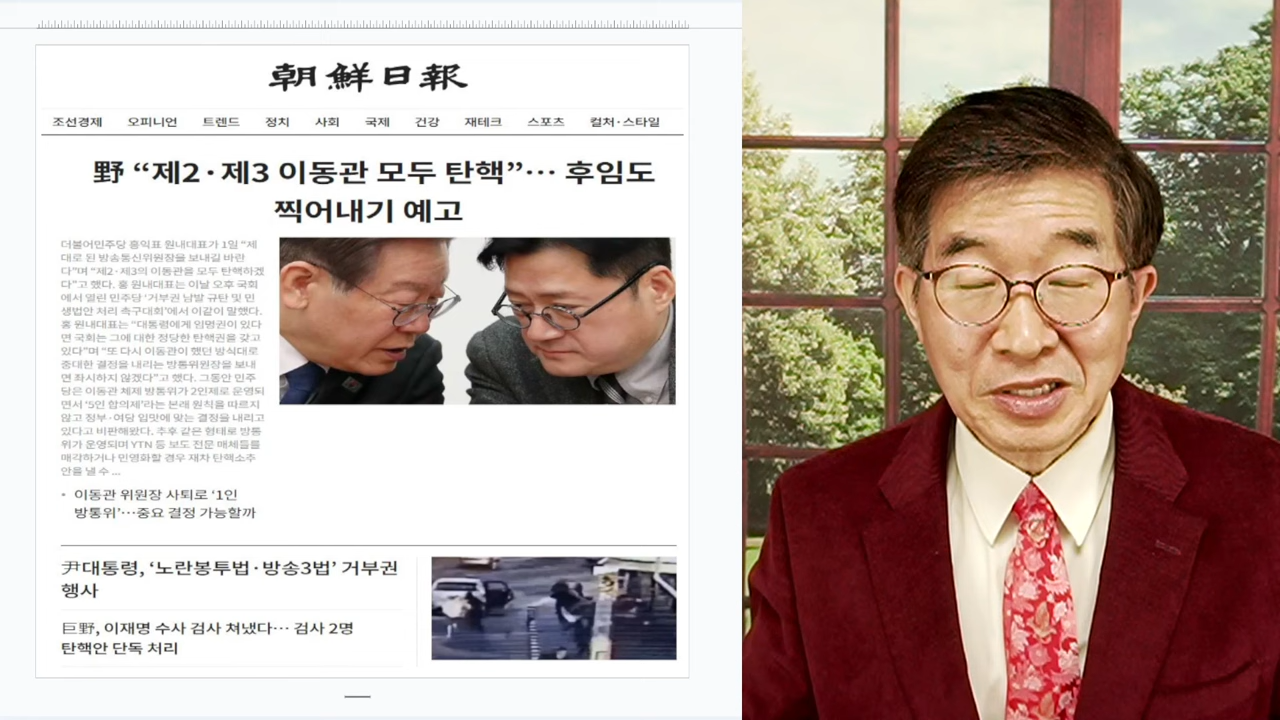 朝鮮日報
조선경제 오피니언 트렌드 정치 사회 국제 건강 재테크 스포츠 컬처·스타일
野 “제2·제3 이동관 모두 탄핵”… 후임도
찍어내기 예고
더불어민주당 홍익표 원내대표가 1일 “제
대로 된 방송통신위원장을 보내길 바란
다”며 “제2·제3의 이동관을 모두 탄핵하겠
다”고 했다. 홍 원내대표는 이날 오후 국회
에서 열린 민주당 ‘거부권 남발 규탄 및 민
생법안 처리 촉구대회’에서 이같이 말했다.
홍 원내대표는 “대통령에게 임명권이 있다
면 국회는 그에 대한 정당한 탄핵권을 갖고
있다”며 “또 다시 이동관이 했던 방식대로
중대한 결정을 내리는 방통위원장을 보내
면 좌시하지 않겠다”고 했다. 그동안 민주
당은 이동관 체제 방통위가 2인제로 운영되
면서 ‘5인 합의제’라는 본래 원칙을 따르지
않고 정부·여당 입맛에 맞는 결정을 내리고
있다고 비판해왔다. 추후 같은 형태로 방통
위가 운영되며 YTN 등 보도 전문 매체들을
매각하거나 민영화할 경우 재차 탄핵소추
안을 낼 수 ...
• 이동관 위원장 사퇴로 ‘1인
방통위’…중요 결정 가능할까
尹대통령, ‘노란봉투법·방송3법’ 거부권
행사
巨野, 이재명 수사 검사 쳐냈다… 검사 2명
탄핵안 단독 처리